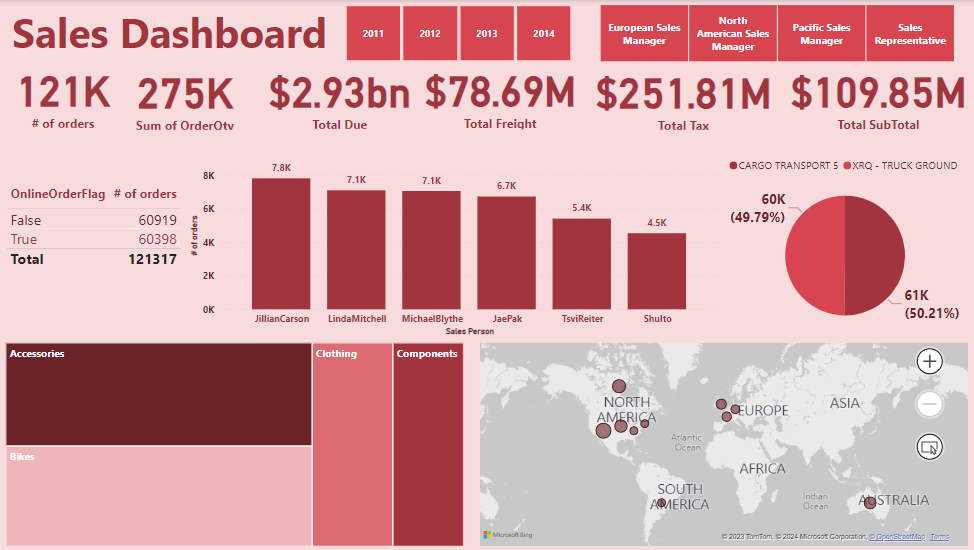 Sales Dashboard
2011
2012
2013
2014
European Sales
Manager
North
American Sales
Manager
Pacific Sales
Manager
Sales
Representative
121K
# of orders
275K
Sum of OrderQty
$2.93bn
Total Due
$78.69M
Total Freight
$251.81M
Total Tax
$109.85M
Total SubTotal
OnlineOrderFlag # of orders
False 60919
True 60398
Total 121317
# of orders
8K
6K
4K
2K
0K
7.8K
7.1K
7.1K
6.7K
5.4K
4.5K
JillianCarson
LindaMitchell
MichaelBlythe
JaePak
TsviReiter
ShuIto
Sales Person
CARGO TRANSPORT 5
XRQ - TRUCK GROUND
60K
(49.79%)
61K
(50.21%)
Accessories
Bikes
Clothing
Components
NORTH
AMERICA
EUROPE
ASIA
Atlantic
Ocean
AFRICA
SOUTH
AMERICA
Indian
Ocean
AUSTRALIA
Microsoft Bing
© 2023 TomTom, © 2024 Microsoft Corporation, © OpenStreetMap Terms